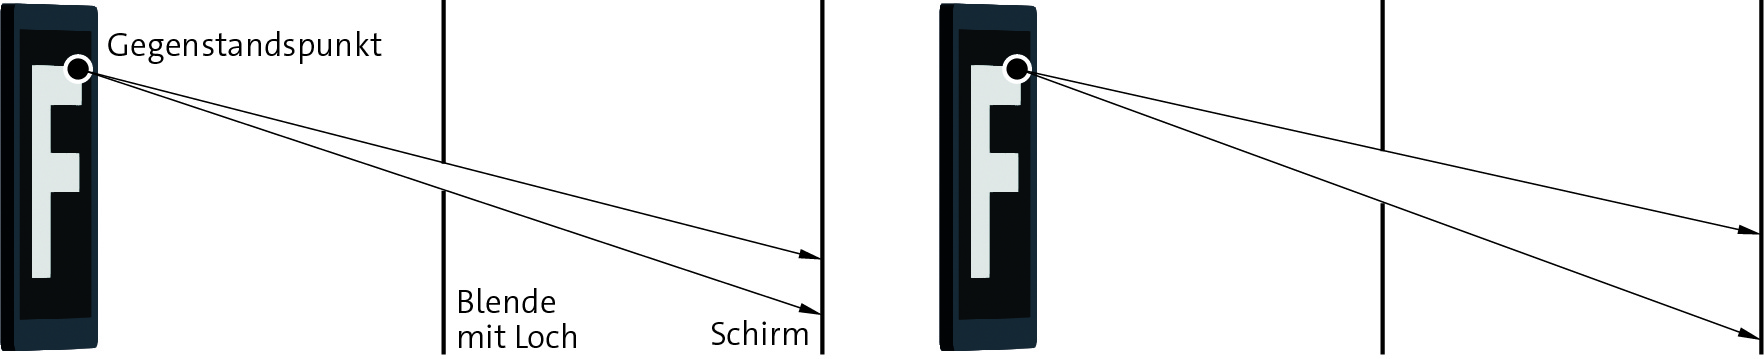 F
Gegenstandspunkt
Blende
mit Loch
Schirm
F